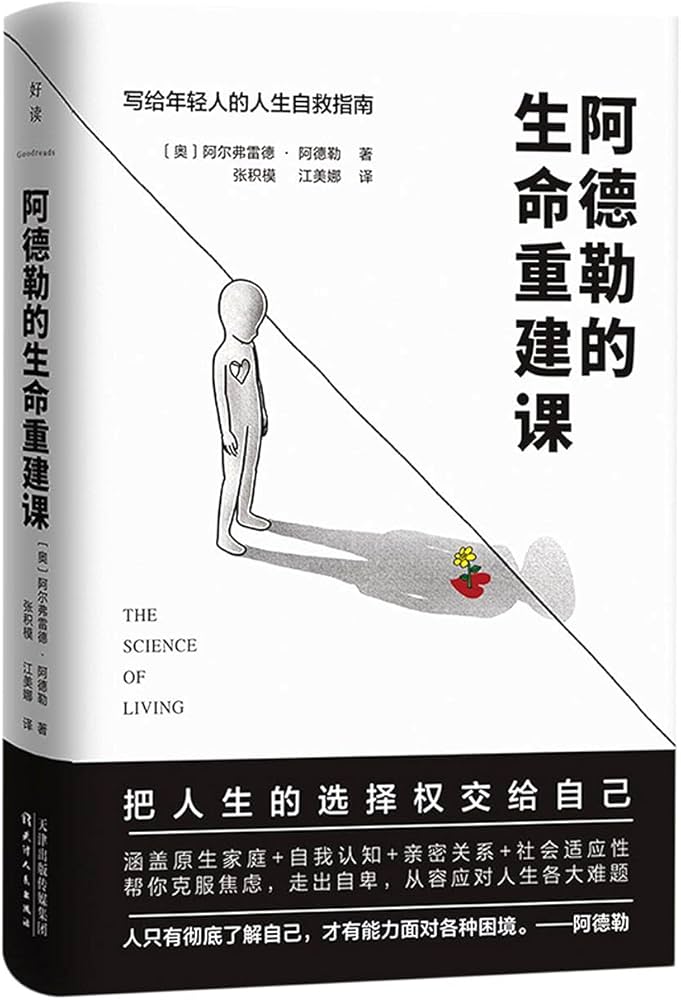 好读
Goodreads
阿德勒的生命重建课
〔奥〕阿尔弗雷德·阿德勒 著
张积模 江美娜 译
天津出版传媒集团
天津人民出版社
写给年轻人的人生自救指南
〔奥〕阿尔弗雷德·阿德勒 著
张积模 江美娜 译
阿德勒的
生命重建课
THE
SCIENCE
OF
LIVING
把人生的选择权交给自己
涵盖原生家庭+自我认知+亲密关系+社会适应性
帮你克服焦虑，走出自卑，从容应对人生各大难题
人只有彻底了解自己，才有能力面对各种困境。——阿德勒